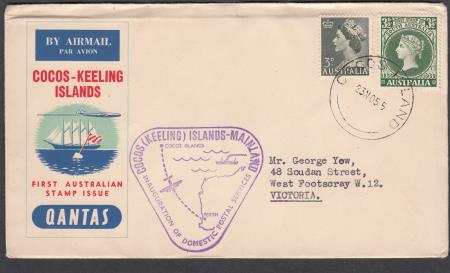 BY AIRMAIL
PAR AVION
COCOS-KEELING
ISLANDS
FIRST AUSTRALIAN
STAMP ISSUE
QANTAS
3D
AUSTRALIA
AUSTRALIA
COCOS ISLAND
23NO55
COCOS (KEELING) ISLANDS-MAINLAND
COCOS ISLANDS
PERTH
INAUGURATION OF DOMESTIC POSTAL SERVICES
Mr. George Yew,
48 Soudan Street,
West Footscray W.12.
VICTORIA.